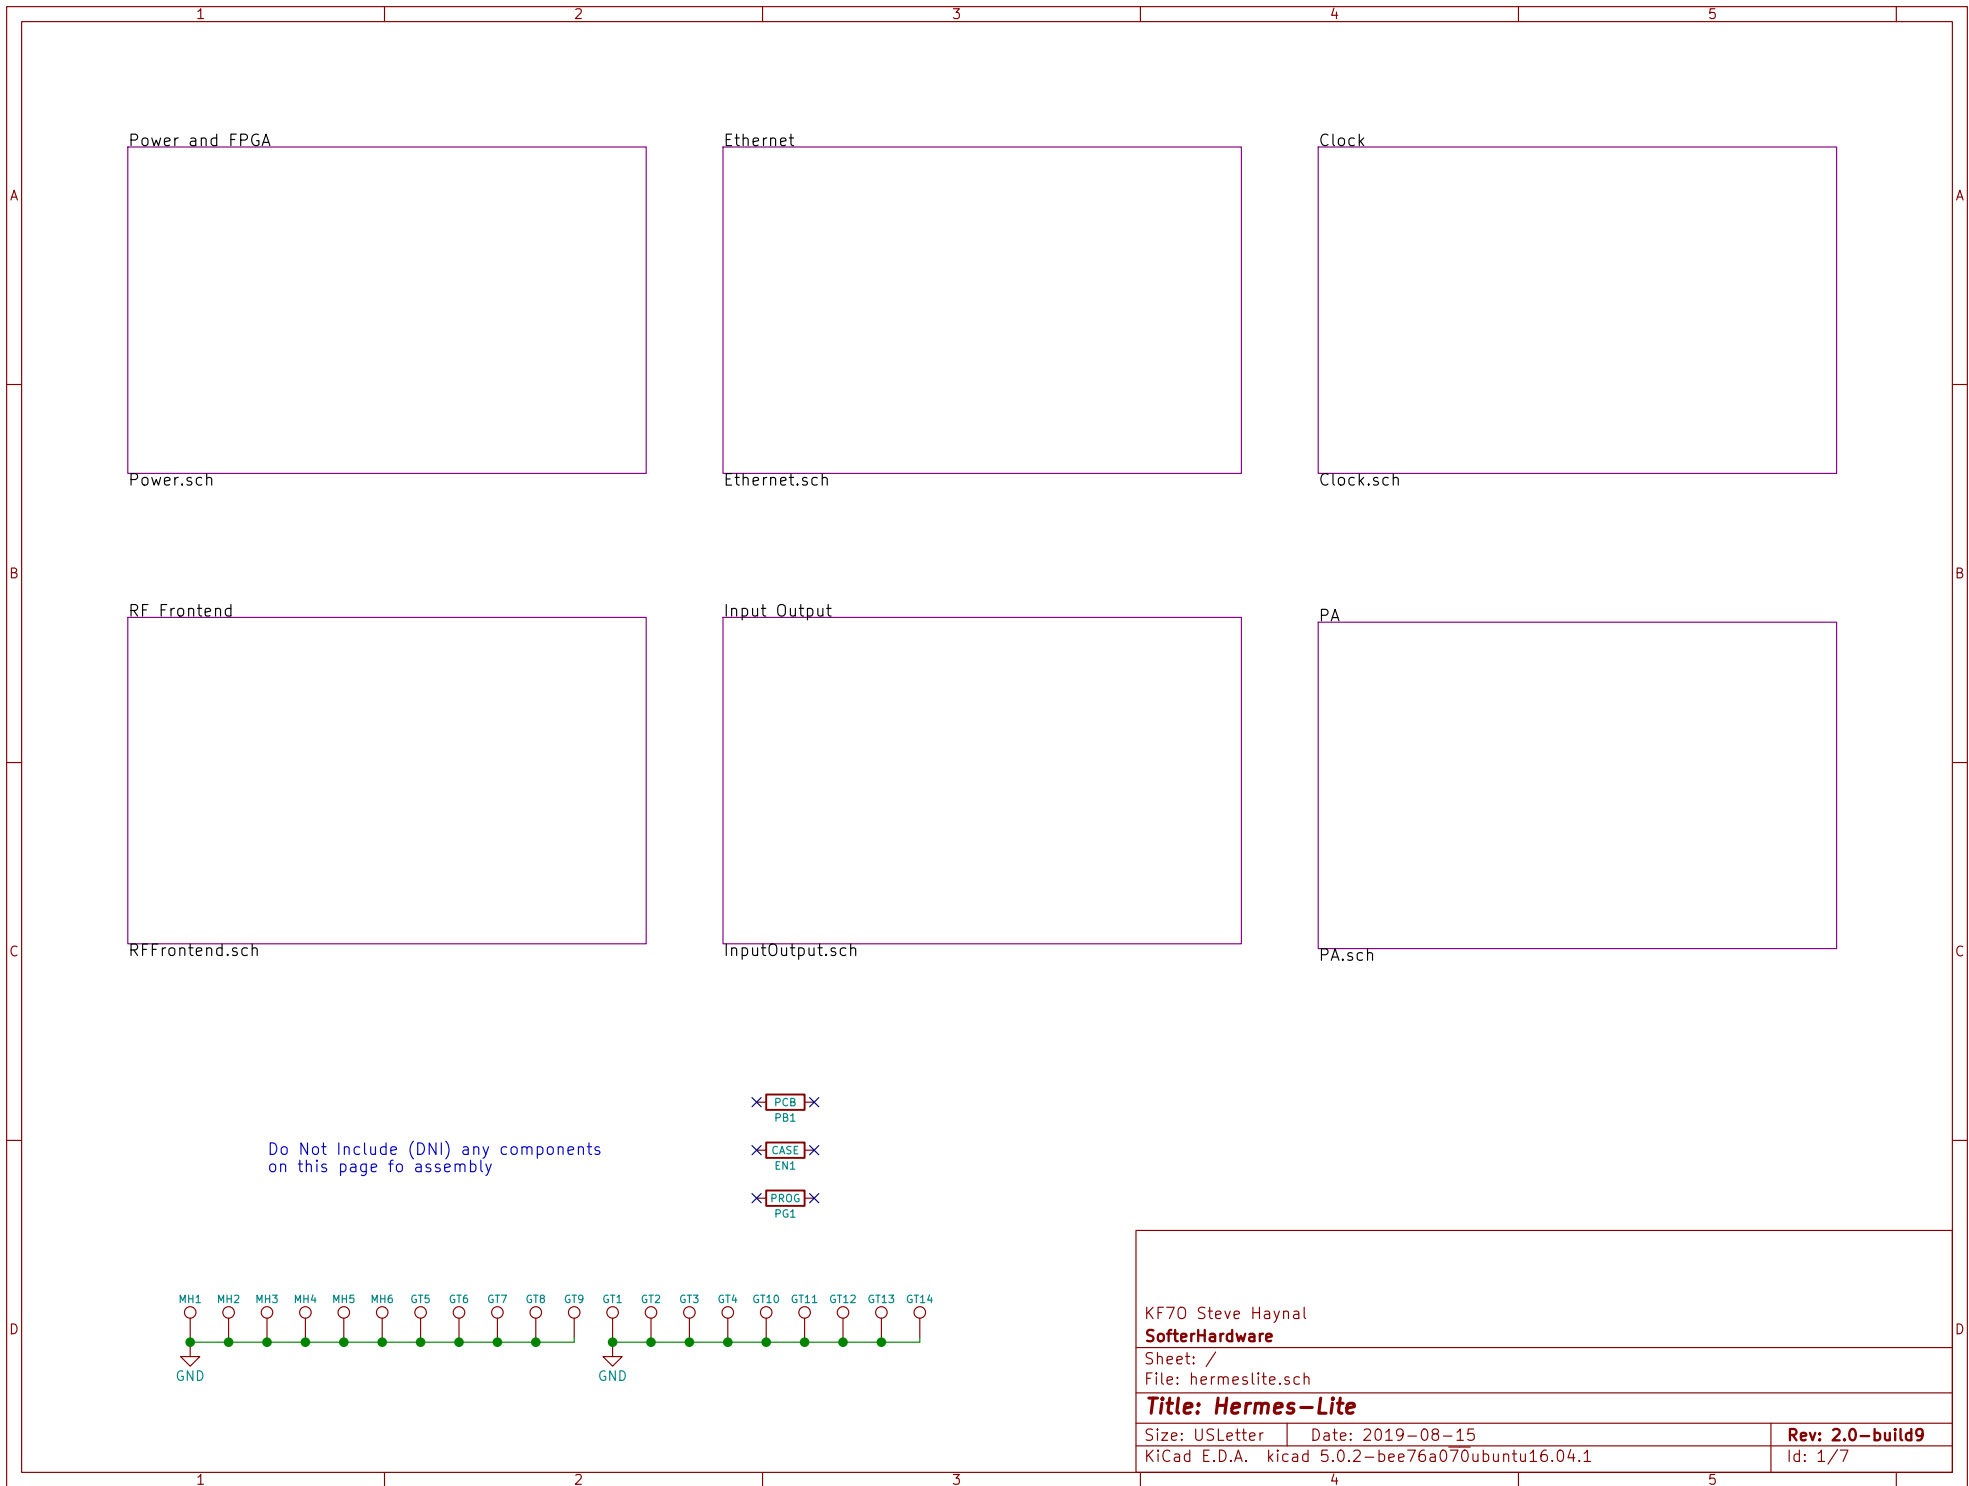 1 2 3 4 5
Power and FPGA
Ethernet
Clock
A A
Power.sch
Ethernet.sch
Clock.sch
B B
RF Frontend
Input Output
PA
RFFrontend.sch
InputOutput.sch
PA.sch
C C
PCB
PB1
Do Not Include (DNI) any components
on this page fo assembly
CASE
EN1
PROG
PG1
MH1 MH2 MH3 MH4 MH5 MH6 GT5 GT6 GT7 GT8 GT9 GT1 GT2 GT3 GT4 GT10 GT11 GT12 GT13 GT14
GND GND
D D
KF7O Steve Haynal
SofterHardware
Sheet: /
File: hermeslite.sch
Title: Hermes-Lite
Size: USLetter Date: 2019-08-15 Rev: 2.0-build9
KiCad E.D.A. kicad 5.0.2-bee76a070ubuntu16.04.1 Id: 1/7
1 2 3 4 5